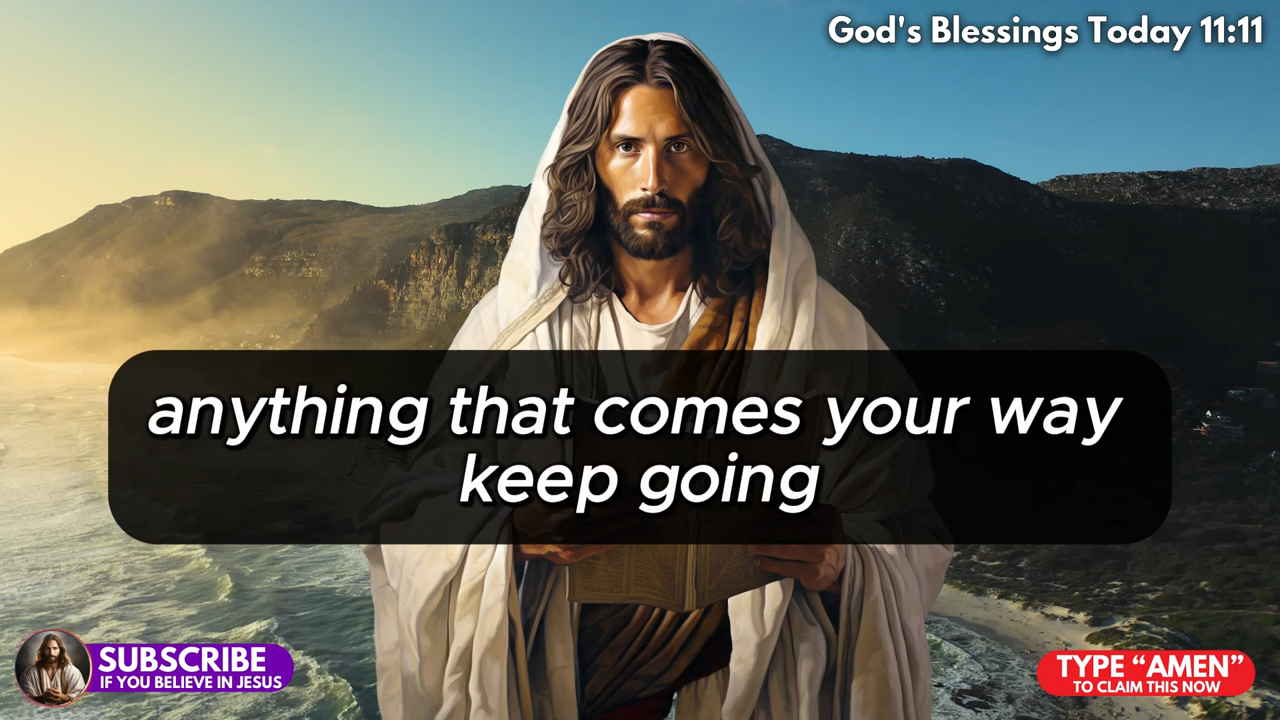 God's Blessings Today 11:11
anything that comes your way
keep going
SUBSCRIBE
IF YOU BELIEVE IN JESUS
TYPE “AMEN”
TO CLAIM THIS NOW